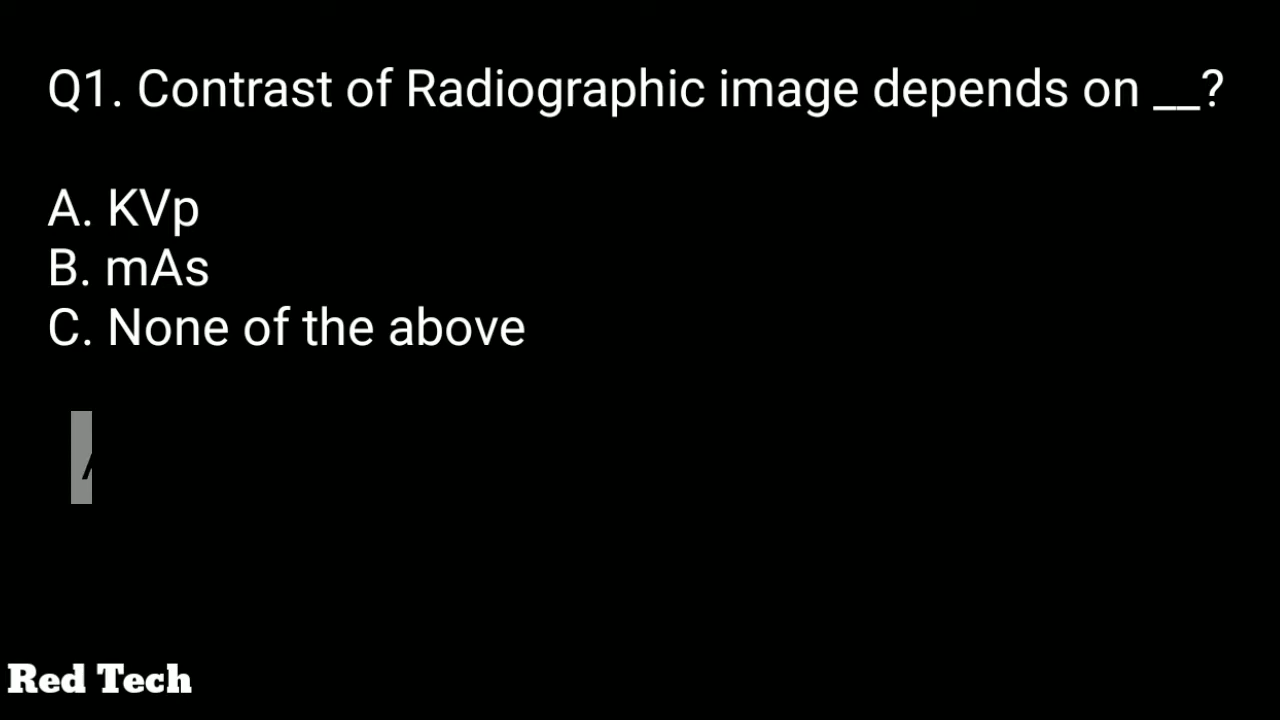 Q1. Contrast of Radiographic image depends on __?
A. KVp
B. mAs
C. None of the above
Red Tech